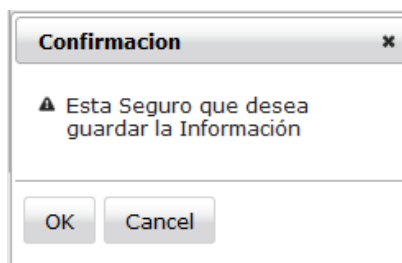 Confirmacion
Esta Seguro que desea
guardar la Información
OK Cancel